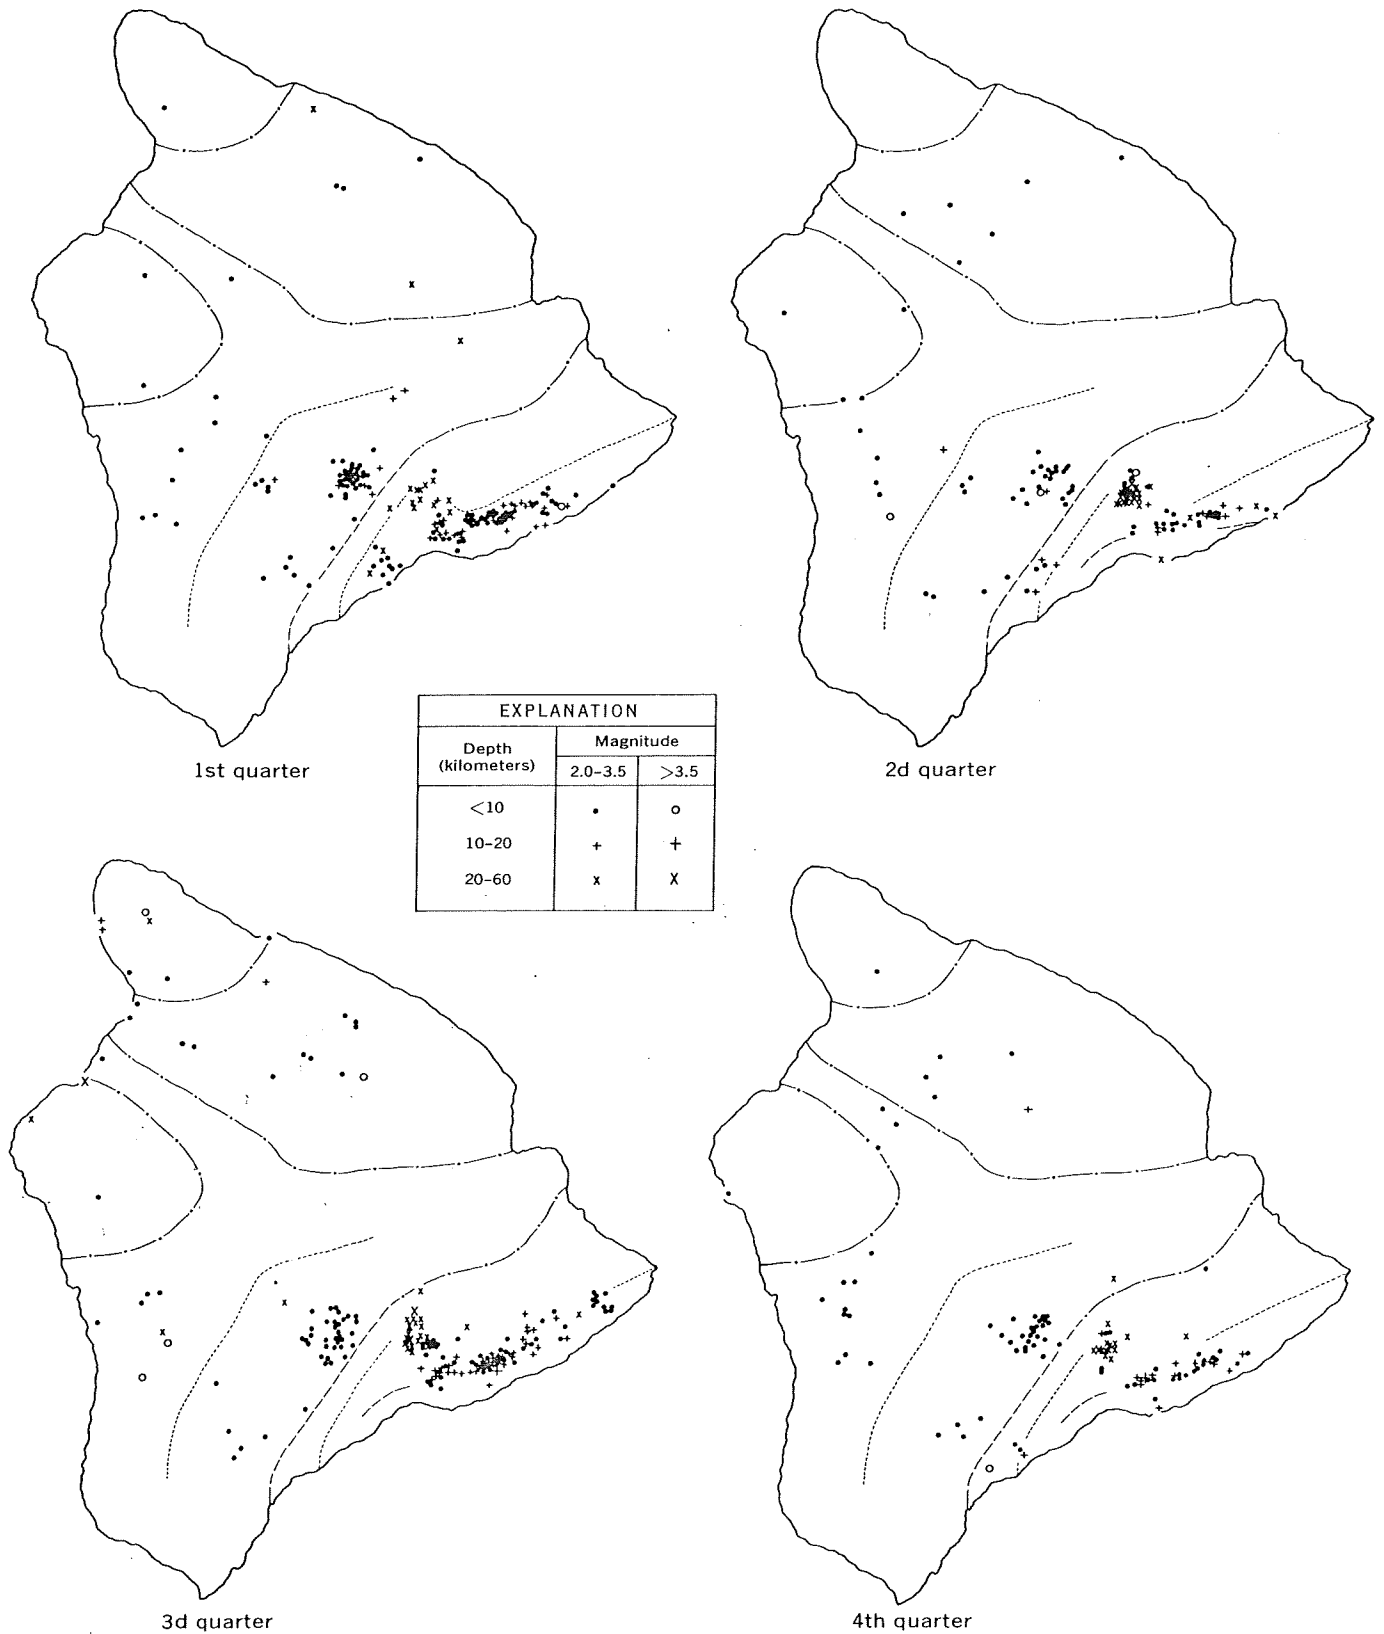 1st quarter
2d quarter
EXPLANATION
Depth
(kilometers)
Magnitude
2.0–3.5
>3.5
<10
10–20
20–60
3d quarter
4th quarter